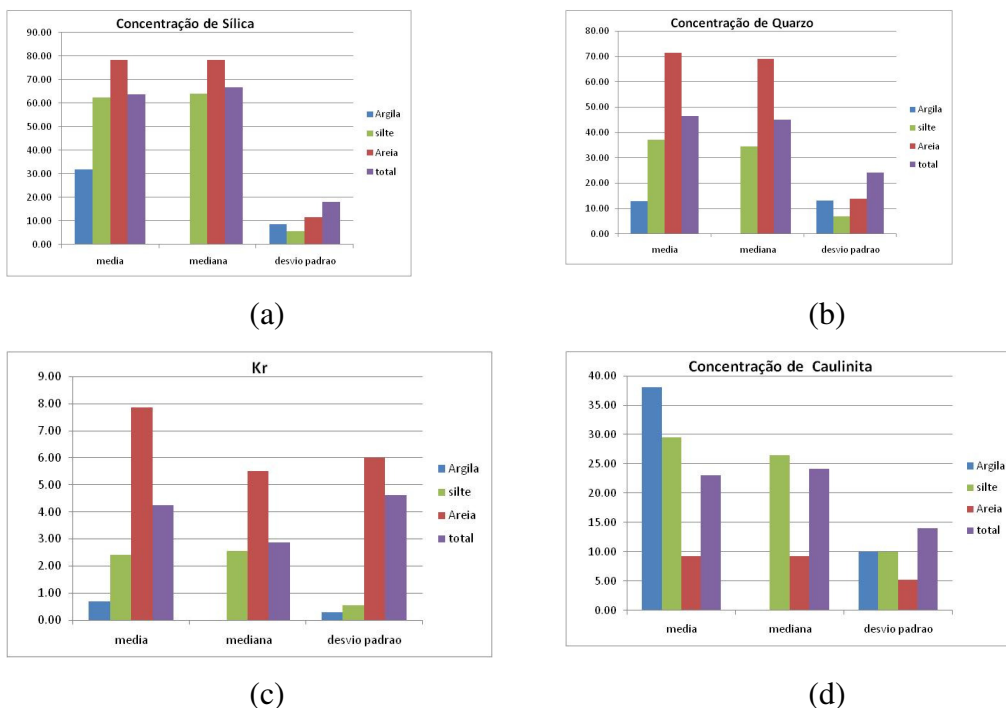 Concentração de Sílica
90.00
80.00
70.00
60.00
50.00
40.00
30.00
20.00
10.00
0.00
media mediana desvio padrao
Argila
silte
Areia
total
(a)
Concentração de Quarzo
80.00
70.00
60.00
50.00
40.00
30.00
20.00
10.00
0.00
media mediana desvio padrao
Argila
silte
Areia
total
(b)
Kr
9.00
8.00
7.00
6.00
5.00
4.00
3.00
2.00
1.00
0.00
media mediana desvio padrao
Argila
silte
Areia
total
(c)
Concentração de Caulinita
40.00
35.00
30.00
25.00
20.00
15.00
10.00
5.00
0.00
media mediana desvio padrao
Argila
silte
Areia
total
(d)